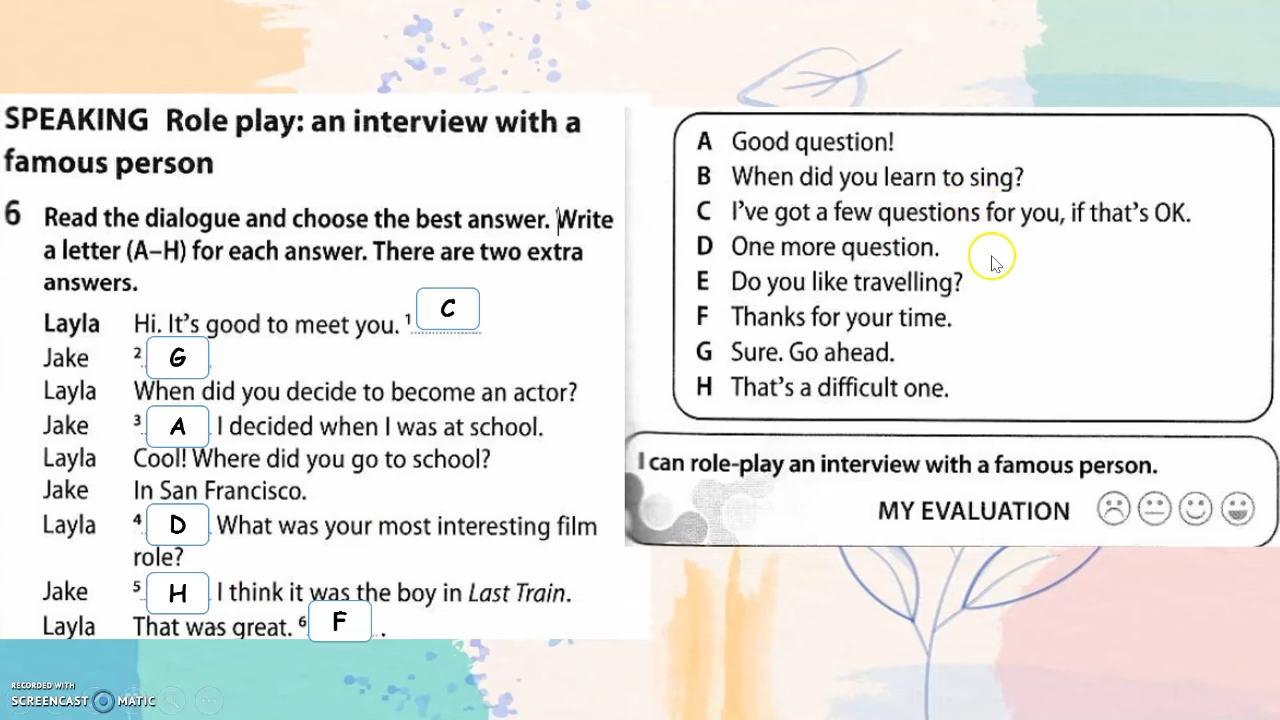 SPEAKING Role play: an interview with a
famous person
6 Read the dialogue and choose the best answer. Write
a letter (A–H) for each answer. There are two extra
answers.
Layla Hi. It's good to meet you. 1 C
Jake 2 G
Layla When did you decide to become an actor?
Jake 3 A I decided when I was at school.
Layla Cool! Where did you go to school?
Jake In San Francisco.
Layla 4 D What was your most interesting film
role?
Jake 5 H I think it was the boy in Last Train.
Layla That was great. 6 F .
A Good question!
B When did you learn to sing?
C I've got a few questions for you, if that's OK.
D One more question.
E Do you like travelling?
F Thanks for your time.
G Sure. Go ahead.
H That's a difficult one.
I can role-play an interview with a famous person.
MY EVALUATION
RECORDED WITH
SCREENCAST MATIC